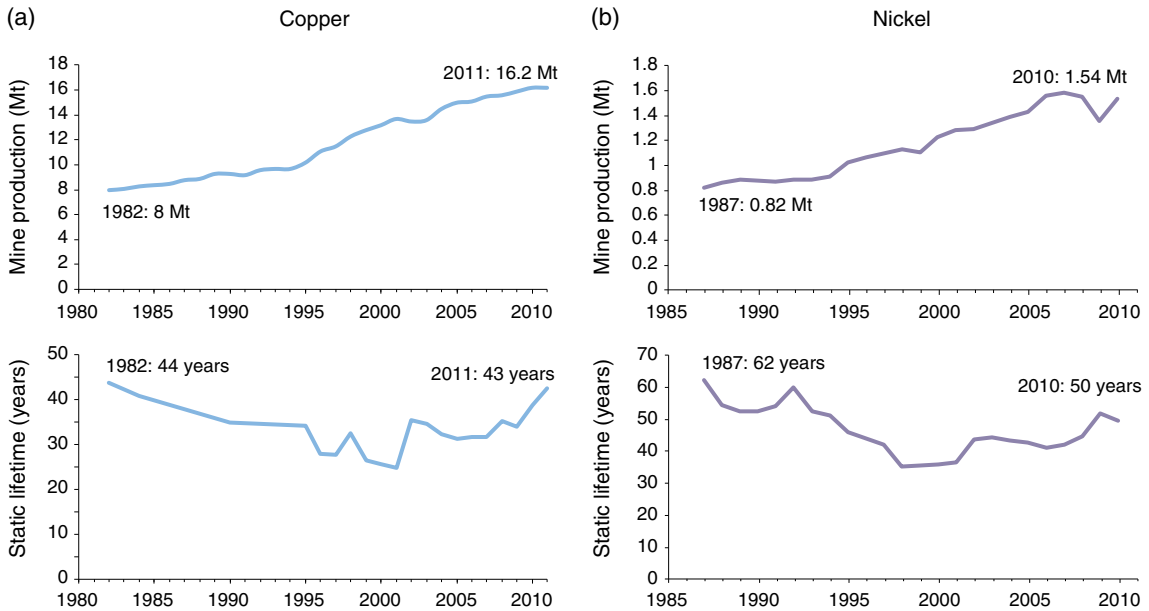 (a)
Copper
Mine production (Mt)
18
16
14
12
10
8
6
4
2
0
2011: 16.2 Mt
1982: 8 Mt
1980 1985 1990 1995 2000 2005 2010
Static lifetime (years)
50
40
30
20
10
0
1982: 44 years
2011: 43 years
1980 1985 1990 1995 2000 2005 2010
(b)
Nickel
Mine production (Mt)
1.8
1.6
1.4
1.2
1
0.8
0.6
0.4
0.2
0
2010: 1.54 Mt
1987: 0.82 Mt
1985 1990 1995 2000 2005 2010
Static lifetime (years)
70
60
50
40
30
20
10
0
1987: 62 years
2010: 50 years
1985 1990 1995 2000 2005 2010